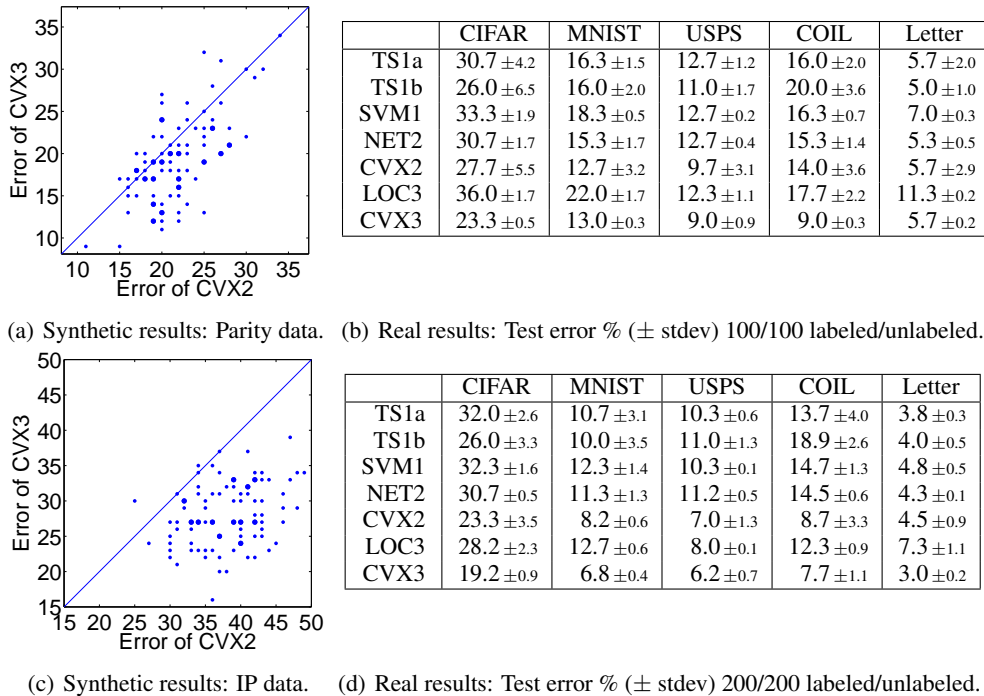 35
30
25
20
15
10
Error of CVX3
10 15 20 25 30 35
Error of CVX2
CIFAR MNIST USPS COIL Letter
TS1a 30.7 ±4.2 16.3 ±1.5 12.7 ±1.2 16.0 ±2.0 5.7 ±2.0
TS1b 26.0 ±6.5 16.0 ±2.0 11.0 ±1.7 20.0 ±3.6 5.0 ±1.0
SVM1 33.3 ±1.9 18.3 ±0.5 12.7 ±0.2 16.3 ±0.7 7.0 ±0.3
NET2 30.7 ±1.7 15.3 ±1.7 12.7 ±0.4 15.3 ±1.4 5.3 ±0.5
CVX2 27.7 ±5.5 12.7 ±3.2 9.7 ±3.1 14.0 ±3.6 5.7 ±2.9
LOC3 36.0 ±1.7 22.0 ±1.7 12.3 ±1.1 17.7 ±2.2 11.3 ±0.2
CVX3 23.3 ±0.5 13.0 ±0.3 9.0 ±0.9 9.0 ±0.3 5.7 ±0.2
(a) Synthetic results: Parity data.
(b) Real results: Test error % (± stdev) 100/100 labeled/unlabeled.
50
45
40
35
30
25
20
15
Error of CVX3
15 20 25 30 35 40 45 50
Error of CVX2
CIFAR MNIST USPS COIL Letter
TS1a 32.0 ±2.6 10.7 ±3.1 10.3 ±0.6 13.7 ±4.0 3.8 ±0.3
TS1b 26.0 ±3.3 10.0 ±3.5 11.0 ±1.3 18.9 ±2.6 4.0 ±0.5
SVM1 32.3 ±1.6 12.3 ±1.4 10.3 ±0.1 14.7 ±1.3 4.8 ±0.5
NET2 30.7 ±0.5 11.3 ±1.3 11.2 ±0.5 14.5 ±0.6 4.3 ±0.1
CVX2 23.3 ±3.5 8.2 ±0.6 7.0 ±1.3 8.7 ±3.3 4.5 ±0.9
LOC3 28.2 ±2.3 12.7 ±0.6 8.0 ±0.1 12.3 ±0.9 7.3 ±1.1
CVX3 19.2 ±0.9 6.8 ±0.4 6.2 ±0.7 7.7 ±1.1 3.0 ±0.2
(c) Synthetic results: IP data.
(d) Real results: Test error % (± stdev) 200/200 labeled/unlabeled.